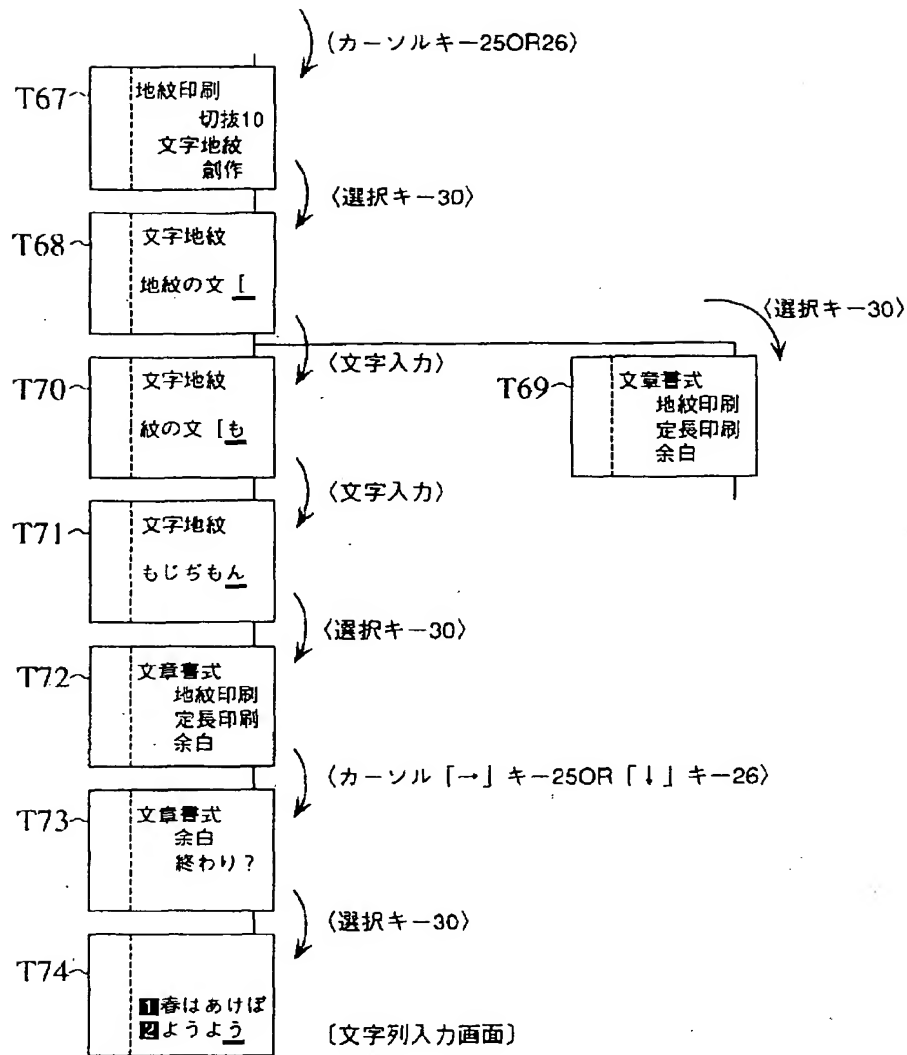 〈カーソルキー25OR26〉
T67
地紋印刷
切抜10
文字地紋
創作
〈選択キー30〉
T68
文字地紋
地紋の文[
〈文字入力〉
〈選択キー30〉
T70
文字地紋
紋の文[も
T69
文章書式
地紋印刷
定長印刷
余白
〈文字入力〉
T71
文字地紋
もじぢもん
〈選択キー30〉
T72
文章書式
地紋印刷
定長印刷
余白
〈カーソル「→」キー25OR「↓」キー26〉
T73
文章書式
余白
終わり?
〈選択キー30〉
T74
1春はあけぼ
2ようよう
〔文字列入力画面〕